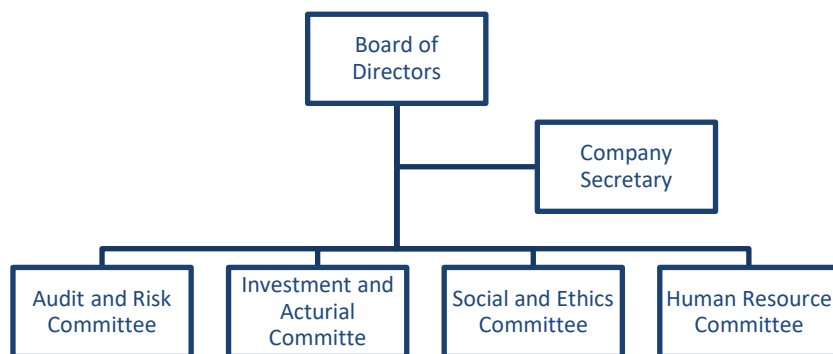 Board of
Directors
Company
Secretary
Audit and Risk
Committee
Investment and
Acturial
Committe
Social and Ethics
Committee
Human Resource
Committee